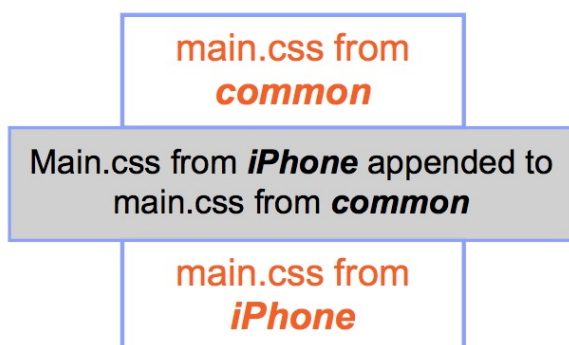 main.css from
common
Main.css from iPhone appended to
main.css from common
main.css from
iPhone